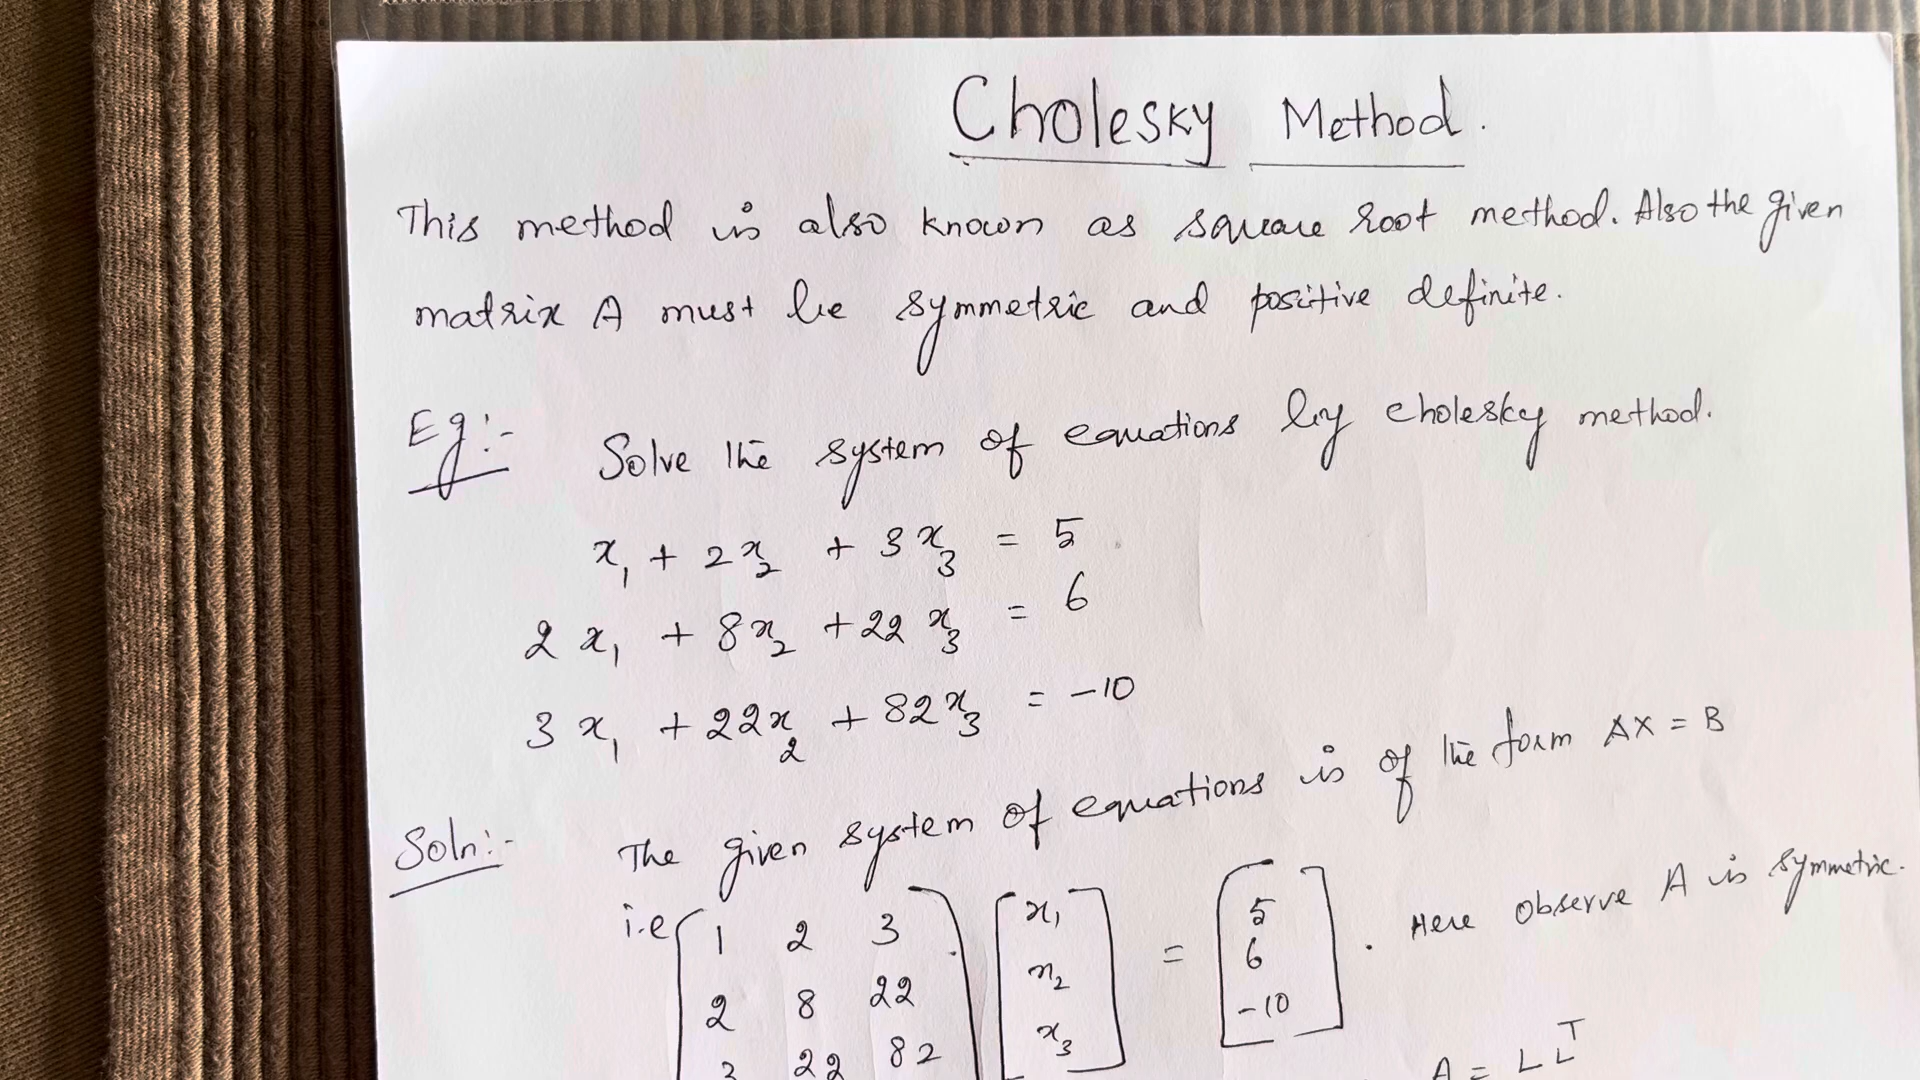 Cholesky Method.
This method is also known as square root method. Also the given
matrix A must be symmetric and positive definite.
Eg:- Solve the system of equations by cholesky method.
x₁ + 2x₂ + 3x₃ = 5
2x₁ + 8x₂ + 22x₃ = 6
3x₁ + 22x₂ + 82x₃ = -10
Soln:- The given system of equations is of the form AX = B
i.e [1 2 3] [x₁] = [5] . Here observe A is symmetric.
[2 8 22] [x₂] [6]
[3 22 82] [x₃] [-10]
A = LLᵀ